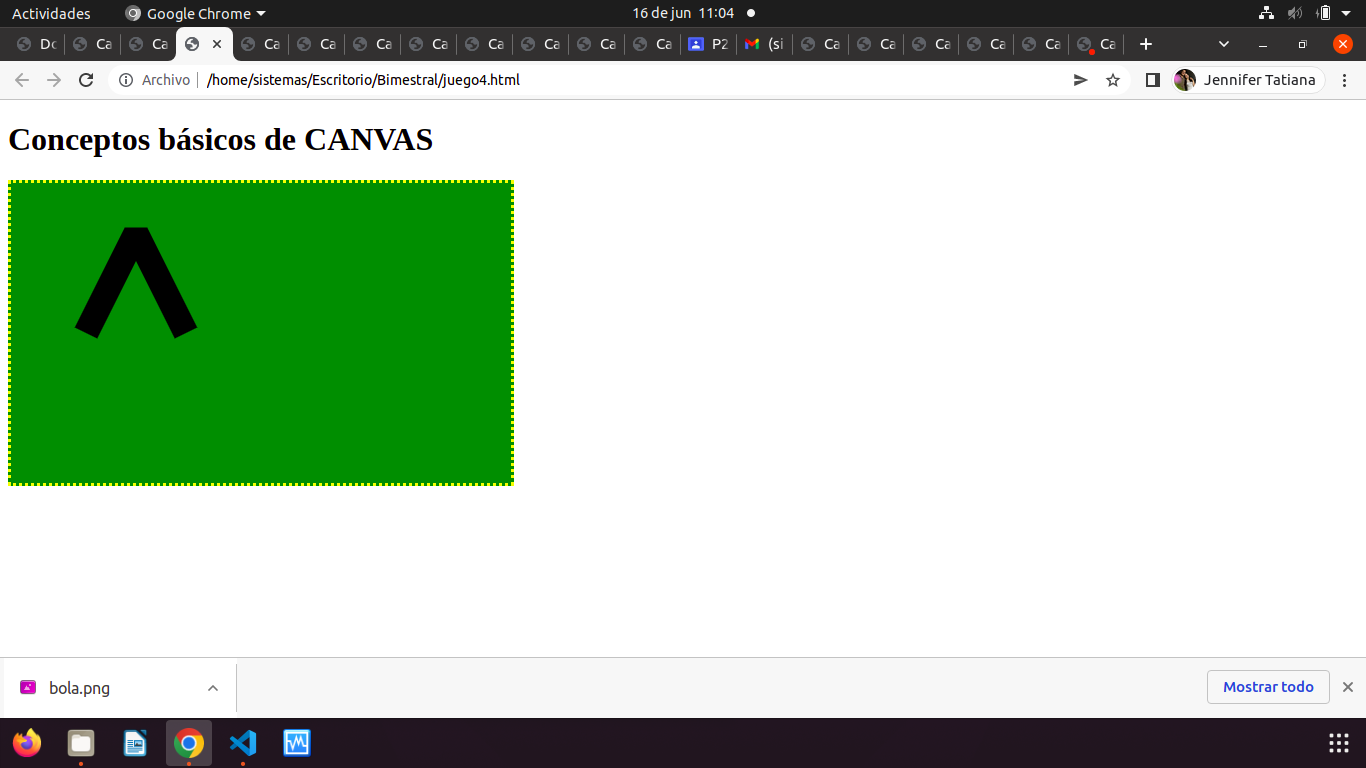 Actividades Google Chrome 16 de jun 11:04
Do Ca Ca Ca Ca Ca Ca Ca Ca Ca Ca Ca P2 (si Ca Ca Ca Ca Ca Ca
Archivo /home/sistemas/Escritorio/Bimestral/juego4.html Jennifer Tatiana
Conceptos básicos de CANVAS
bola.png Mostrar todo